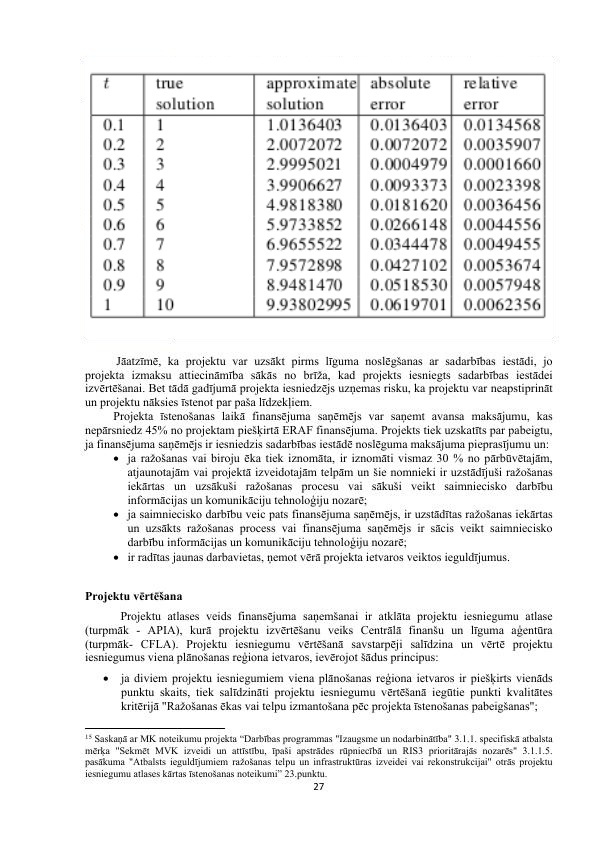 t true approximate absolute relative
solution solution error error
0.1 1 1.0136403 0.0136403 0.0134568
0.2 2 2.0072072 0.0072072 0.0035907
0.3 3 2.9995021 0.0004979 0.0001660
0.4 4 3.9906627 0.0093373 0.0023398
0.5 5 4.9818380 0.0181620 0.0036456
0.6 6 5.9733852 0.0266148 0.0044556
0.7 7 6.9655522 0.0344478 0.0049455
0.8 8 7.9572898 0.0427102 0.0053674
0.9 9 8.9481470 0.0518530 0.0057948
1 10 9.93802995 0.0619701 0.0062356
Jāatzīmē, ka projektu var uzsākt pirms līguma noslēgšanas ar sadarbības iestādi, jo
projekta izmaksu attiecināmība sākās no brīža, kad projekts iesniegts sadarbības iestādei
izvērtēšanai. Bet tādā gadījumā projekta iesniedzējs uzņemas risku, ka projektu var neapstiprināt
un projektu nāksies īstenot par paša līdzekļiem.
Projekta īstenošanas laikā finansējuma saņēmējs var saņemt avansa maksājumu, kas
nepārsniedz 45% no projektam piešķirtā ERAF finansējuma. Projekts tiek uzskatīts par pabeigtu,
ja finansējuma saņēmējs ir iesniedzis sadarbības iestādē noslēguma maksājuma pieprasījumu un:
• ja ražošanas vai biroju ēka tiek iznomāta, ir iznomāti vismaz 30 % no pārbūvētajām,
atjaunotajām vai projektā izveidotajām telpām un šie nomnieki ir uzstādījuši ražošanas
iekārtas un uzsākuši ražošanas procesu vai sākuši veikt saimniecisko darbību
informācijas un komunikāciju tehnoloģiju nozarē;
• ja saimniecisko darbību veic pats finansējuma saņēmējs, ir uzstādītas ražošanas iekārtas
un uzsākts ražošanas process vai finansējuma saņēmējs ir sācis veikt saimniecisko
darbību informācijas un komunikāciju tehnoloģiju nozarē;
• ir radītas jaunas darbavietas, ņemot vērā projekta ietvaros veiktos ieguldījumus.
Projektu vērtēšana
Projektu atlases veids finansējuma saņemšanai ir atklāta projektu iesniegumu atlase
(turpmāk - APIA), kurā projektu izvērtēšanu veiks Centrālā finanšu un līguma aģentūra
(turpmāk- CFLA). Projektu iesniegumu vērtēšanā savstarpēji salīdzina un vērtē projektu
iesniegumus viena plānošanas reģiona ietvaros, ievērojot šādus principus:
• ja diviem projektu iesniegumiem viena plānošanas reģiona ietvaros ir piešķirts vienāds
punktu skaits, tiek salīdzināti projektu iesniegumu vērtēšanā iegūtie punkti kvalitātes
kritērijā "Ražošanas ēkas vai telpu izmantošana pēc projekta īstenošanas pabeigšanas";
15 Saskaņā ar MK noteikumu projekta “Darbības programmas "Izaugsme un nodarbinātība" 3.1.1. specifiskā atbalsta
mērķa "Sekmēt MVK izveidi un attīstību, īpaši apstrādes rūpniecībā un RIS3 prioritārajās nozarēs" 3.1.1.5.
pasākuma "Atbalsts ieguldījumiem ražošanas telpu un infrastruktūras izveidei vai rekonstrukcijai" otrās projektu
iesniegumu atlases kārtas īstenošanas noteikumi” 23.punktu.
27